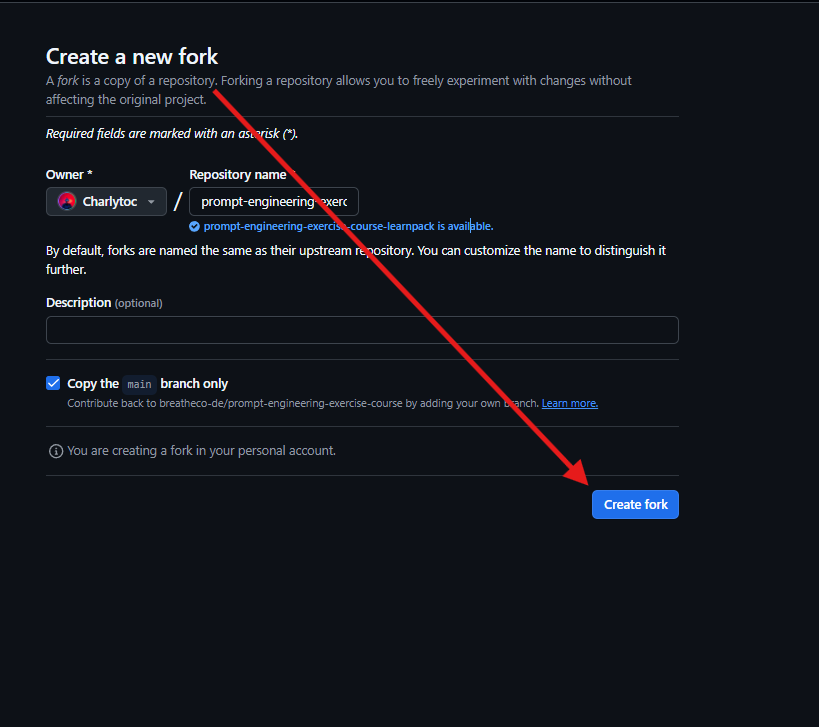 Create a new fork
A fork is a copy of a repository. Forking a repository allows you to freely experiment with changes without
affecting the original project.
Required fields are marked with an asterisk (*).
Owner *
Repository name
Charlytoc
/
prompt-engineering-exerc
prompt-engineering-exercise-course-learnpack is available.
By default, forks are named the same as their upstream repository. You can customize the name to distinguish it
further.
Description (optional)
Copy the main branch only
Contribute back to breatheco-de/prompt-engineering-exercise-course by adding your own branch. Learn more.
You are creating a fork in your personal account.
Create fork